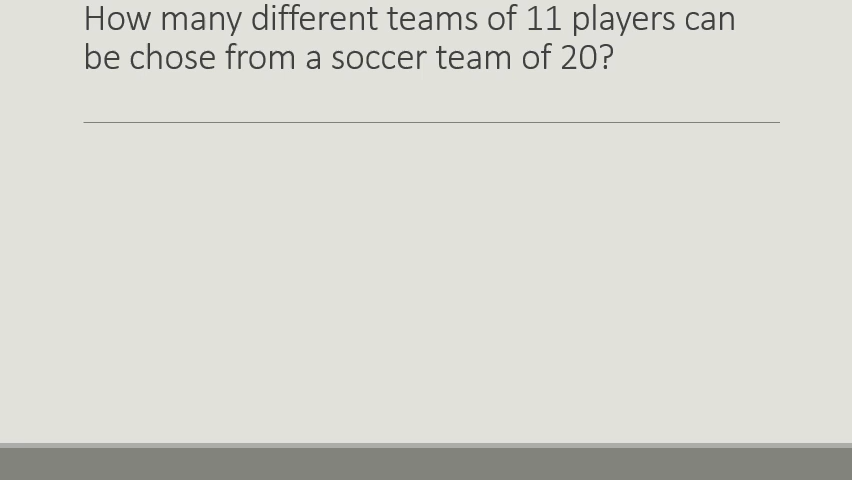 How many different teams of 11 players can
be chose from a soccer team of 20?